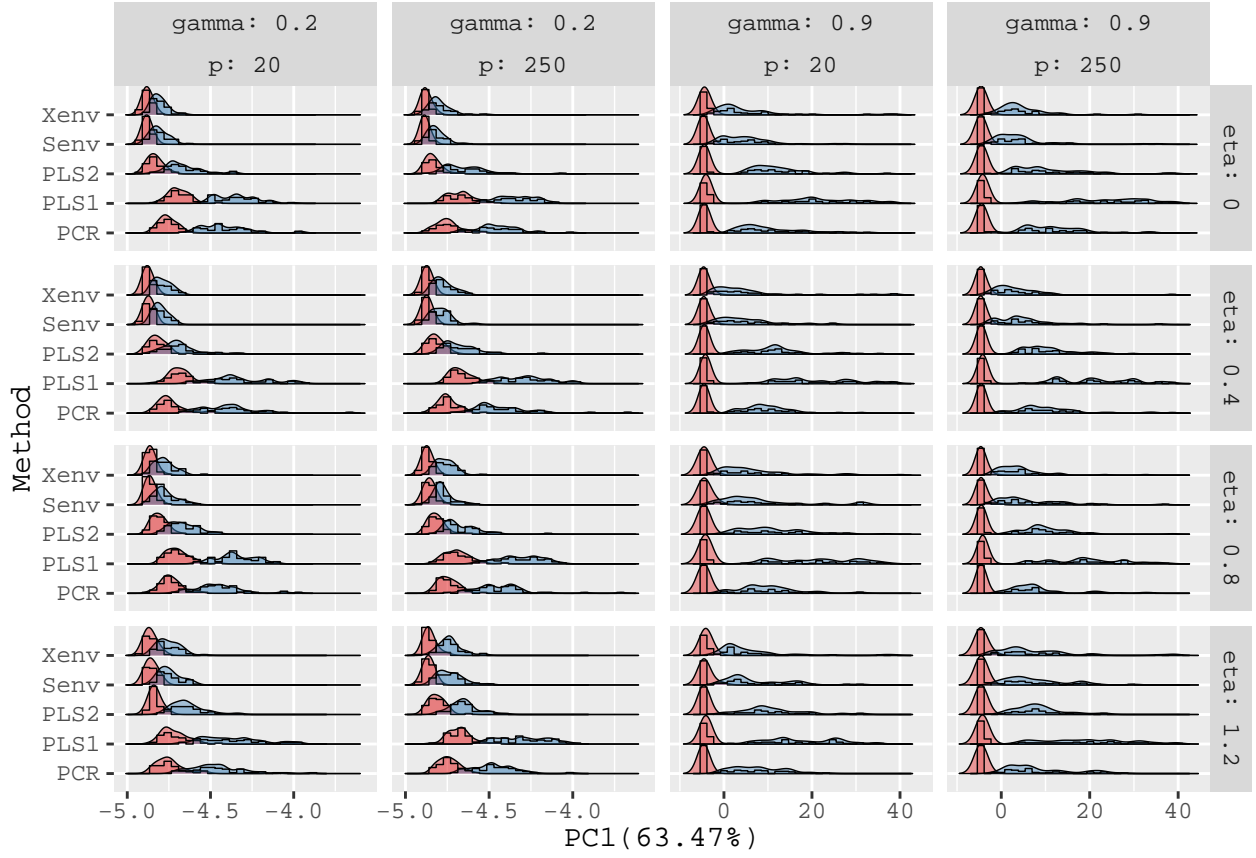 gamma: 0.2 gamma: 0.2 gamma: 0.9 gamma: 0.9
p: 20 p: 250 p: 20 p: 250
Xenv
Senv
PLS2
PLS1
PCR
eta: 0
Xenv
Senv
PLS2
PLS1
PCR
eta: 0.4
Xenv
Senv
PLS2
PLS1
PCR
eta: 0.8
Xenv
Senv
PLS2
PLS1
PCR
eta: 1.2
Method
−5.0 −4.5 −4.0 −5.0 −4.5 −4.0 0 20 40 0 20 40
PC1(63.47%)